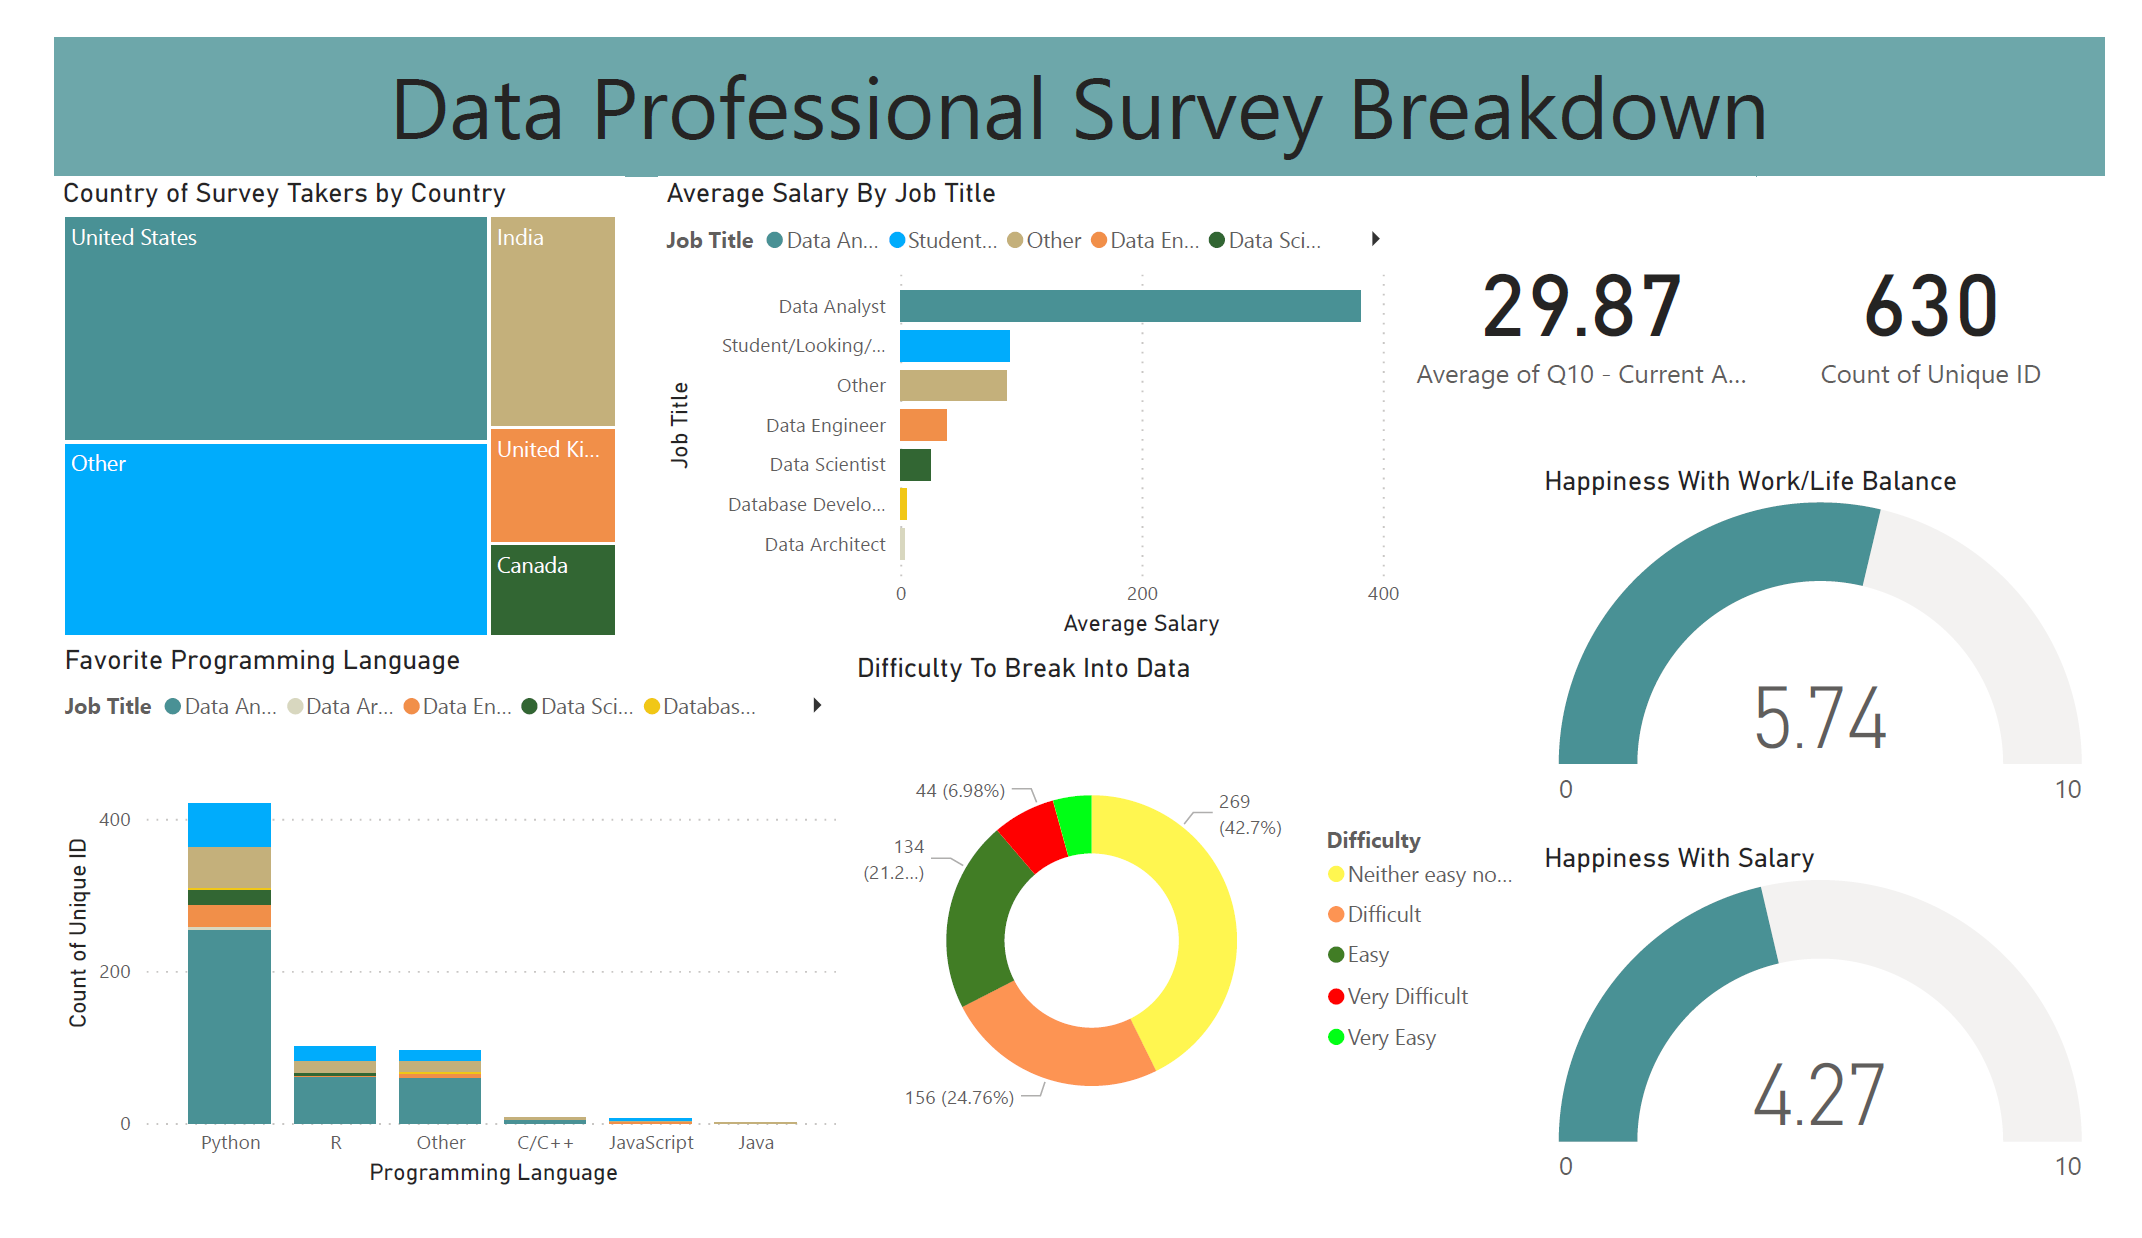 Data Professional Survey Breakdown
Country of Survey Takers by Country
United States
India
Other
United Ki...
Canada
Average Salary By Job Title
Job Title Data An... Student... Other Data En... Data Sci...
Job Title
Data Analyst
Student/Looking/...
Other
Data Engineer
Data Scientist
Database Develo...
Data Architect
0 200 400
Average Salary
29.87
Average of Q10 - Current A...
630
Count of Unique ID
Happiness With Work/Life Balance
5.74
0 10
Favorite Programming Language
Job Title Data An... Data Ar... Data En... Data Sci... Databas...
Count of Unique ID
400
200
0
Python R Other C/C++ JavaScript Java
Programming Language
Difficulty To Break Into Data
44 (6.98%)
269
(42.7%)
134
(21.2...)
156 (24.76%)
Difficulty
Neither easy no...
Difficult
Easy
Very Difficult
Very Easy
Happiness With Salary
4.27
0 10